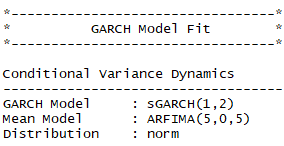 *---------------------------------*
*          GARCH Model Fit        *
*---------------------------------*
Conditional Variance Dynamics
-----------------------------------
GARCH Model     : sGARCH(1,2)
Mean Model      : ARFIMA(5,0,5)
Distribution    : norm